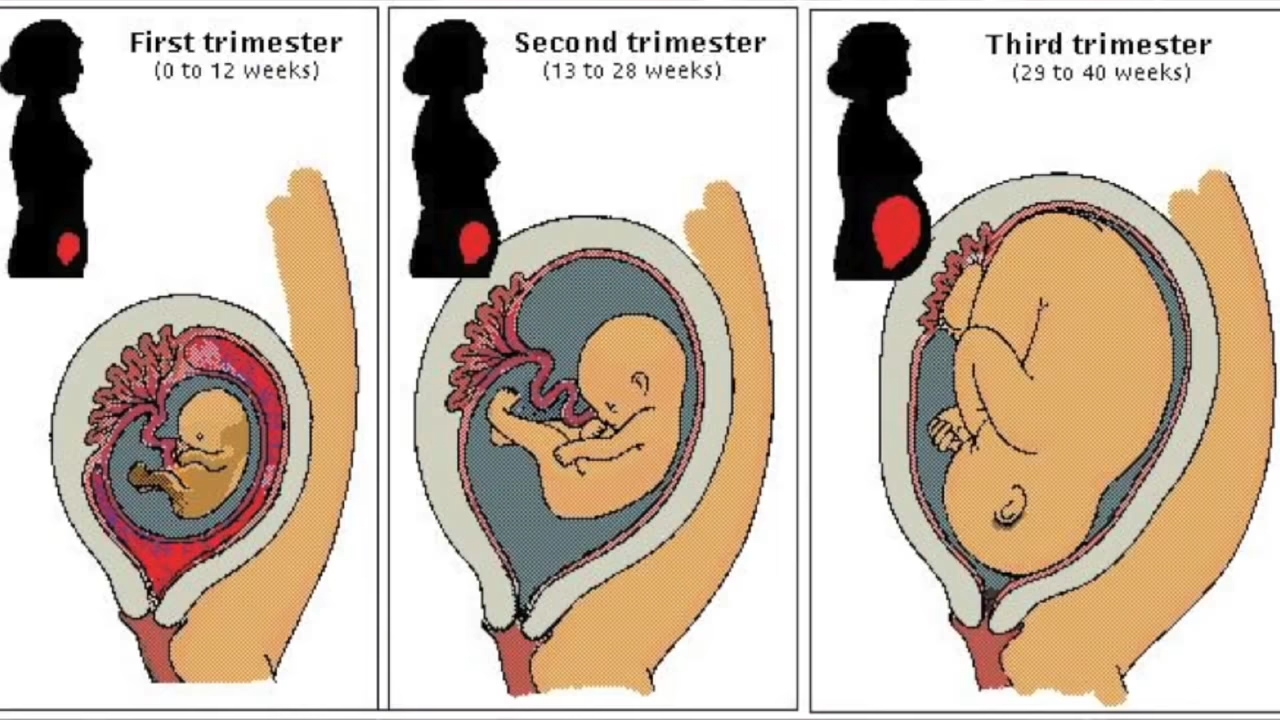 First trimester
(0 to 12 weeks)
Second trimester
(13 to 28 weeks)
Third trimester
(29 to 40 weeks)